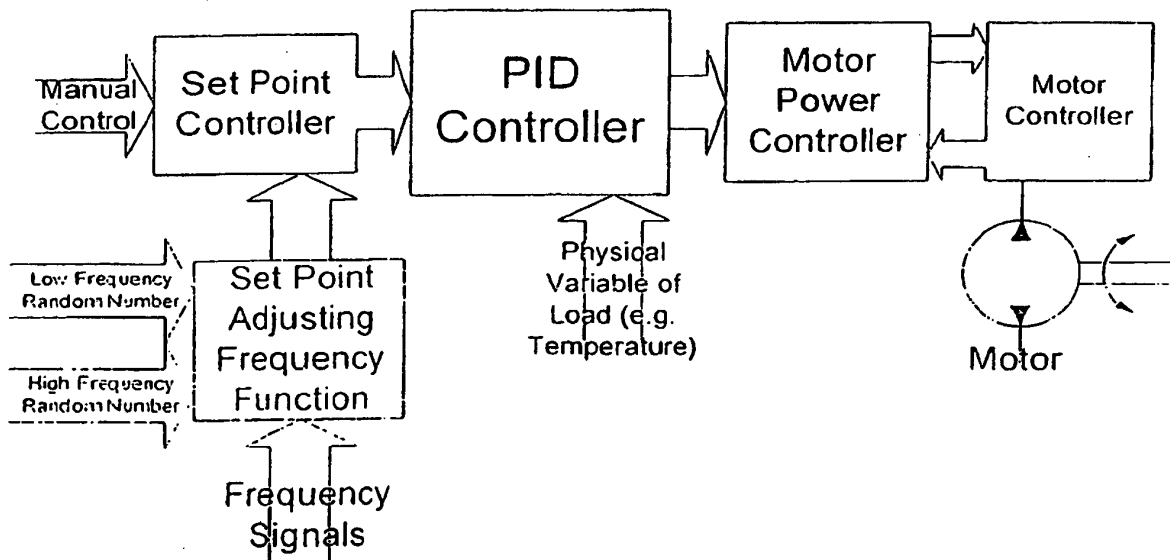 Manual
Control
Set Point
Controller
PID
Controller
Motor
Power
Controller
Motor
Controller
Low Frequency
Random Number
High Frequency
Random Number
Set Point
Adjusting
Frequency
Function
Physical
Variable of
Load (e.g.
Temperature)
Motor
Frequency
Signals